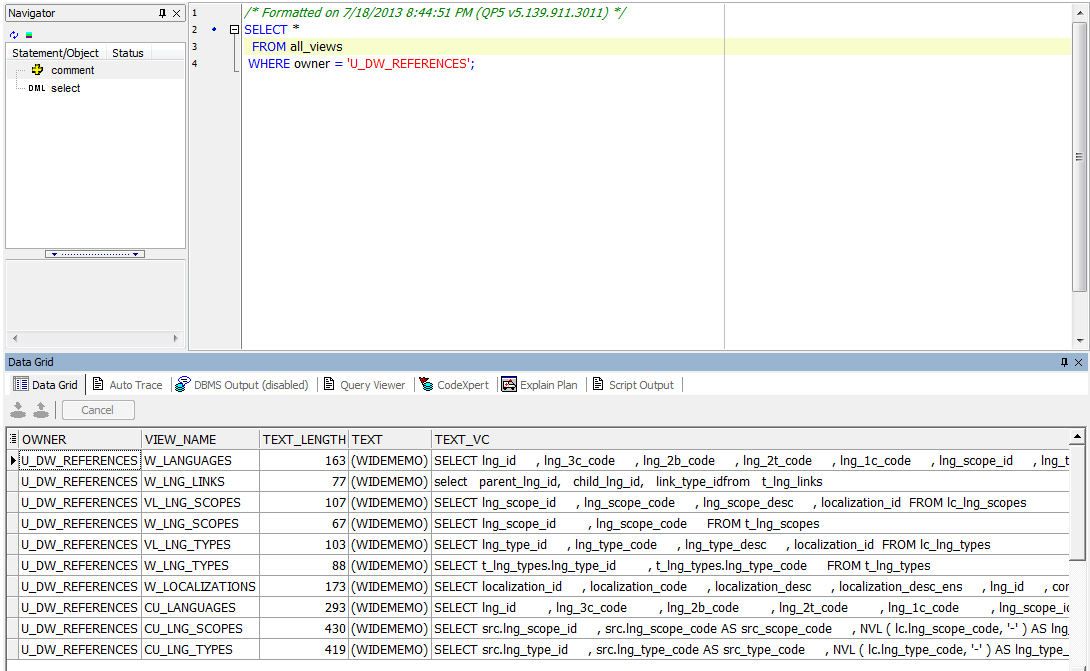 Navigator
Statement/Object Status
comment
DML select
1 /* Formatted on 7/18/2013 8:44:51 PM (QP5 v5.139.911.3011) */
2 SELECT *
3 FROM all_views
4 WHERE owner = 'U_DW_REFERENCES';
Data Grid
Data Grid Auto Trace DBMS Output (disabled) Query Viewer CodeXpert Explain Plan Script Output
Cancel
OWNER VIEW_NAME TEXT_LENGTH TEXT TEXT_VC
U_DW_REFERENCES W_LANGUAGES 163 (WIDEMEMO) SELECT lng_id , lng_3c_code , lng_2b_code , lng_2t_code , lng_1c_code , lng_scope_id , lng_t
U_DW_REFERENCES W_LNG_LINKS 77 (WIDEMEMO) select parent_lng_id, child_lng_id, link_type_idfrom t_lng_links
U_DW_REFERENCES VL_LNG_SCOPES 107 (WIDEMEMO) SELECT lng_scope_id , lng_scope_code , lng_scope_desc , localization_id FROM lc_lng_scopes
U_DW_REFERENCES W_LNG_SCOPES 67 (WIDEMEMO) SELECT lng_scope_id , lng_scope_code FROM t_lng_scopes
U_DW_REFERENCES VL_LNG_TYPES 103 (WIDEMEMO) SELECT lng_type_id , lng_type_code , lng_type_desc , localization_id FROM lc_lng_types
U_DW_REFERENCES W_LNG_TYPES 88 (WIDEMEMO) SELECT t_lng_types.lng_type_id , t_lng_types.lng_type_code FROM t_lng_types
U_DW_REFERENCES W_LOCALIZATIONS 173 (WIDEMEMO) SELECT localization_id , localization_code , localization_desc , localization_desc_ens , lng_id , cor
U_DW_REFERENCES CU_LANGUAGES 293 (WIDEMEMO) SELECT lng_id , lng_3c_code , lng_2b_code , lng_2t_code , lng_1c_code , lng_scope_id
U_DW_REFERENCES CU_LNG_SCOPES 430 (WIDEMEMO) SELECT src.lng_scope_id , src.lng_scope_code AS src_scope_code , NVL ( lc.lng_scope_code, '-' ) AS lng_
U_DW_REFERENCES CU_LNG_TYPES 419 (WIDEMEMO) SELECT src.lng_type_id , src.lng_type_code AS src_type_code , NVL ( lc.lng_type_code, '-' ) AS lng_type_